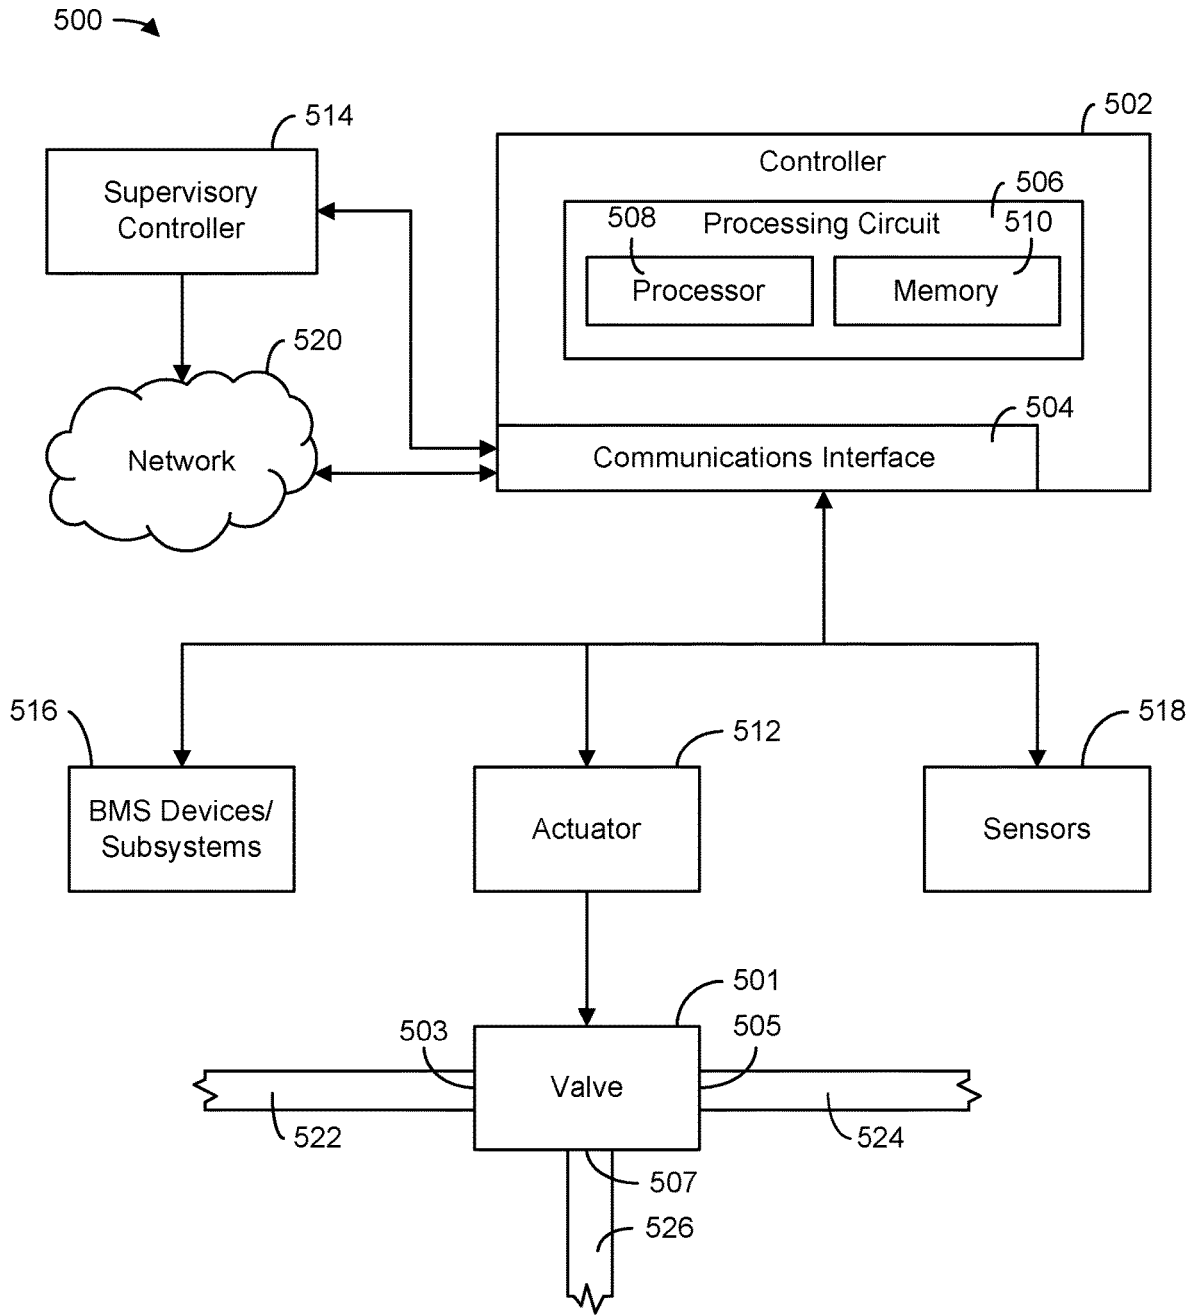 500
514
502
Supervisory
Controller
Controller
506
508
Processing Circuit
510
Processor
Memory
520
504
Network
Communications Interface
516
512
518
BMS Devices/
Subsystems
Actuator
Sensors
501
503
505
Valve
522
524
507
526